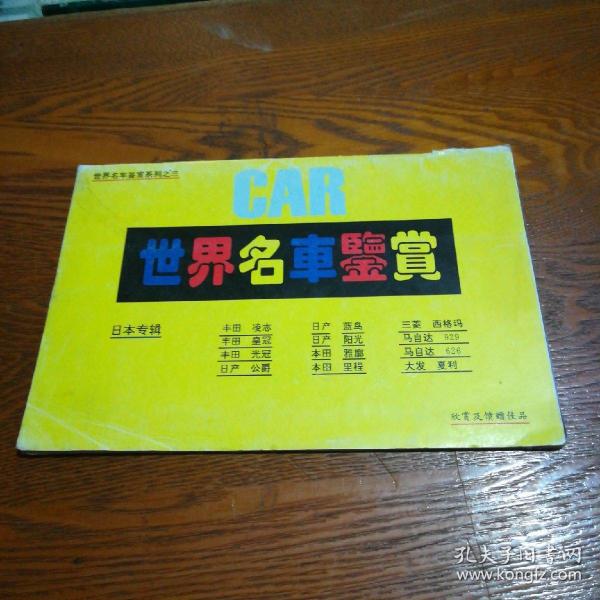 世界名车鉴赏系列之三
CAR
世界名車鑑賞
日本专辑
丰田 凌志
丰田 皇冠
丰田 光冠
日产 公爵
日产 蓝鸟
日产 阳光
本田 雅廊
本田 里程
三菱 西格玛
马自达 929
马自达 626
大发 夏利
欣赏及馈赠佳品
孔夫子旧书网
www.kongfz.com